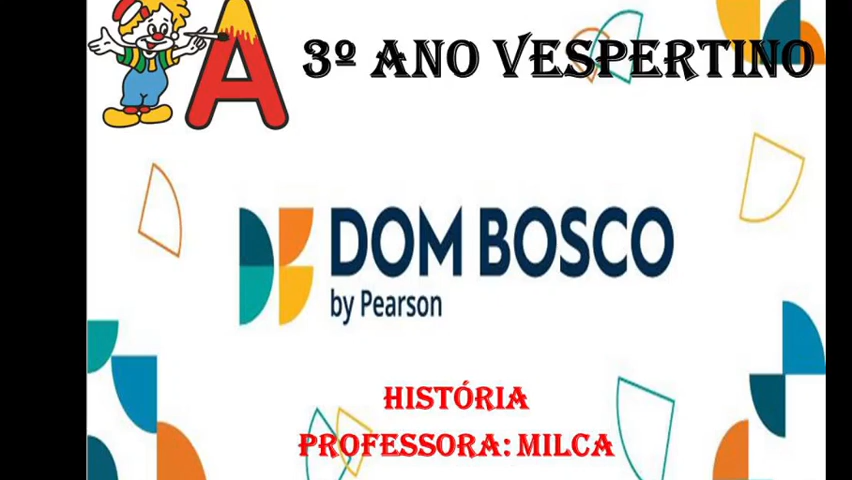 A
3º ANO VESPERTINO
DOM BOSCO
by Pearson
HISTÓRIA
PROFESSORA: MILCA